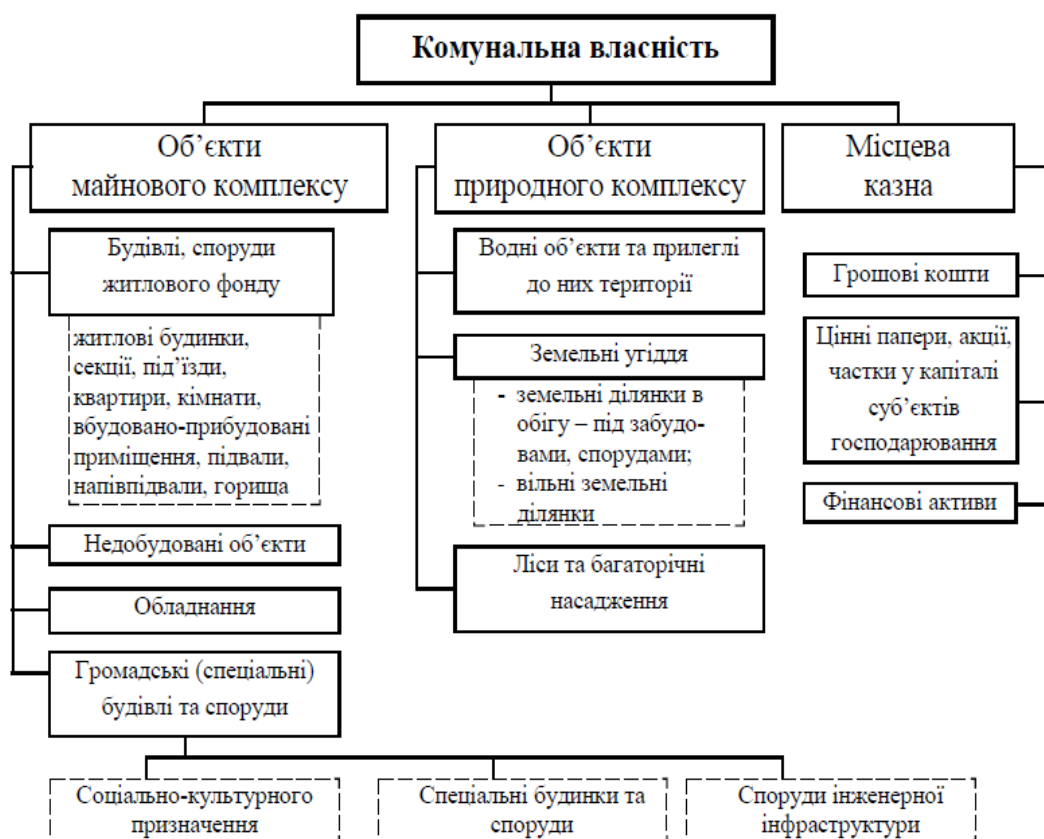 Комунальна власність
Об’єкти
майнового комплексу
Будівлі, споруди
житлового фонду
житлові будинки,
секції, під’їзди,
квартири, кімнати,
вбудовано-прибудовані
приміщення, підвали,
напівпідвали, горища
Недобудовані об’єкти
Обладнання
Громадські (спеціальні)
будівлі та споруди
Об’єкти
природного комплексу
Водні об’єкти та прилеглі
до них території
Земельні угіддя
- земельні ділянки в
обігу – під забудо-
вами, спорудами;
- вільні земельні
ділянки
Ліси та багаторічні
насадження
Місцева
казна
Грошові кошти
Цінні папери, акції,
частки у капіталі
суб’єктів
господарювання
Фінансові активи
Соціально-культурного
призначення
Спеціальні будинки та
споруди
Споруди інженерної
інфраструктури